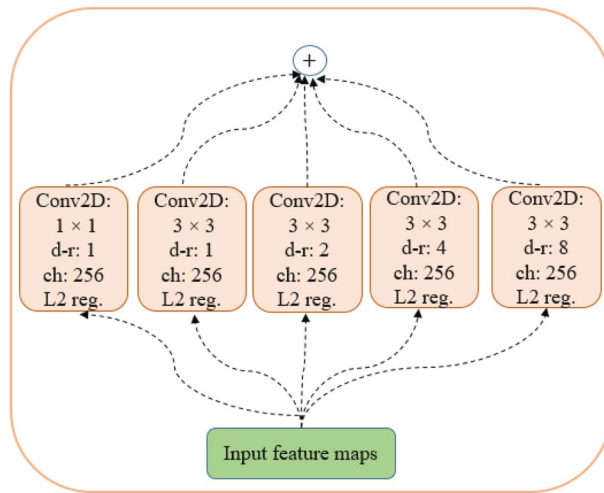 +
Conv2D:
1 × 1
d-r: 1
ch: 256
L2 reg.
Conv2D:
3 × 3
d-r: 1
ch: 256
L2 reg.
Conv2D:
3 × 3
d-r: 2
ch: 256
L2 reg.
Conv2D:
3 × 3
d-r: 4
ch: 256
L2 reg.
Conv2D:
3 × 3
d-r: 8
ch: 256
L2 reg.
Input feature maps